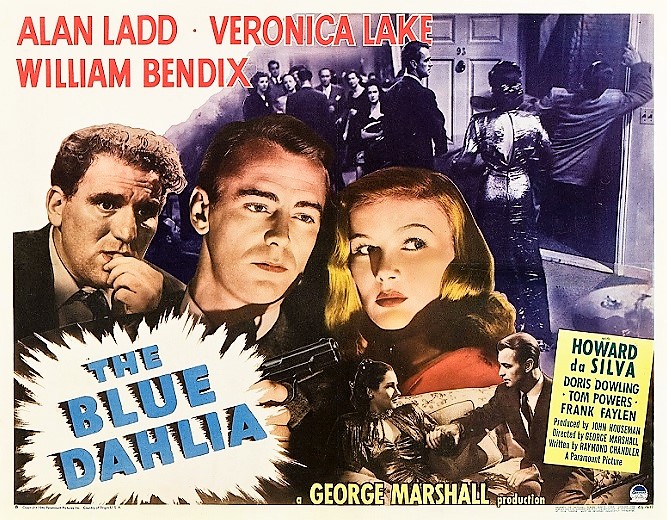 ALAN LADD · VERONICA LAKE
WILLIAM BENDIX
THE
BLUE
DAHLIA
HOWARD
da SILVA
DORIS DOWLING
· TOM POWERS ·
FRANK FAYLEN
Produced by JOHN HOUSEMAN
Directed by GEORGE MARSHALL
Written by RAYMOND CHANDLER
A Paramount Picture
a GEORGE MARSHALL production